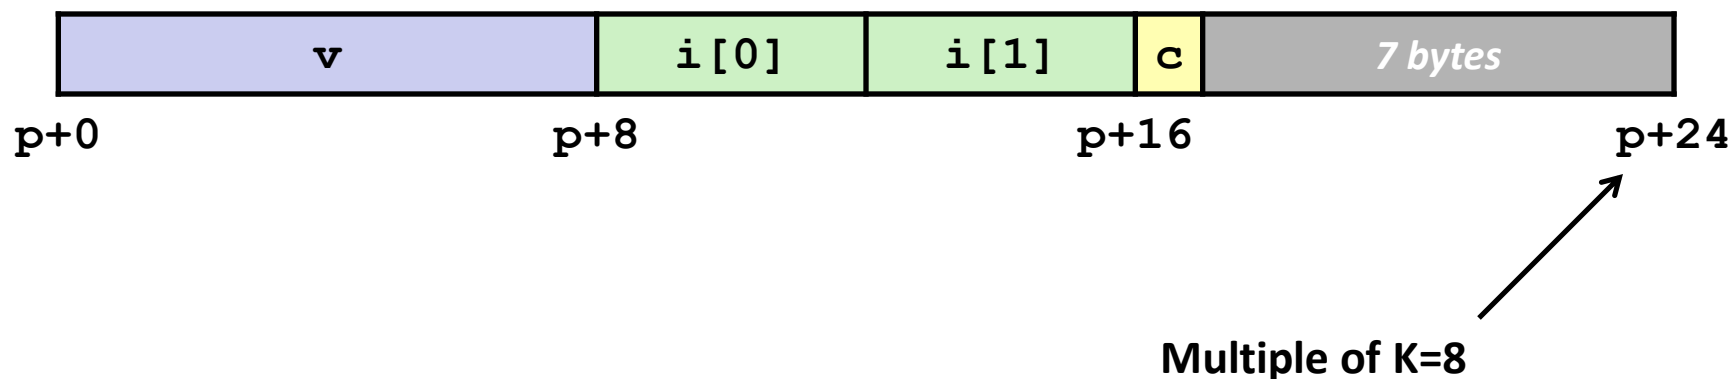 v i[0] i[1] c 7 bytes
p+0 p+8 p+16 p+24
Multiple of K=8